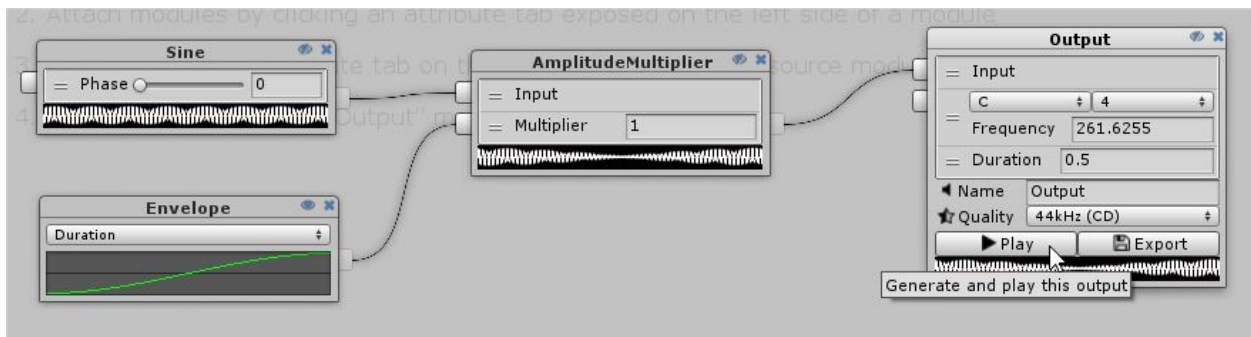 2. Attach modules by clicking an attribute tab exposed on the left side of a module
Sine
Phase 0
Envelope
Duration
AmplitudeMultiplier
Input
Multiplier 1
Output
Input
C 4
Frequency 261.6255
Duration 0.5
Name Output
Quality 44kHz (CD)
Play Export
Generate and play this output